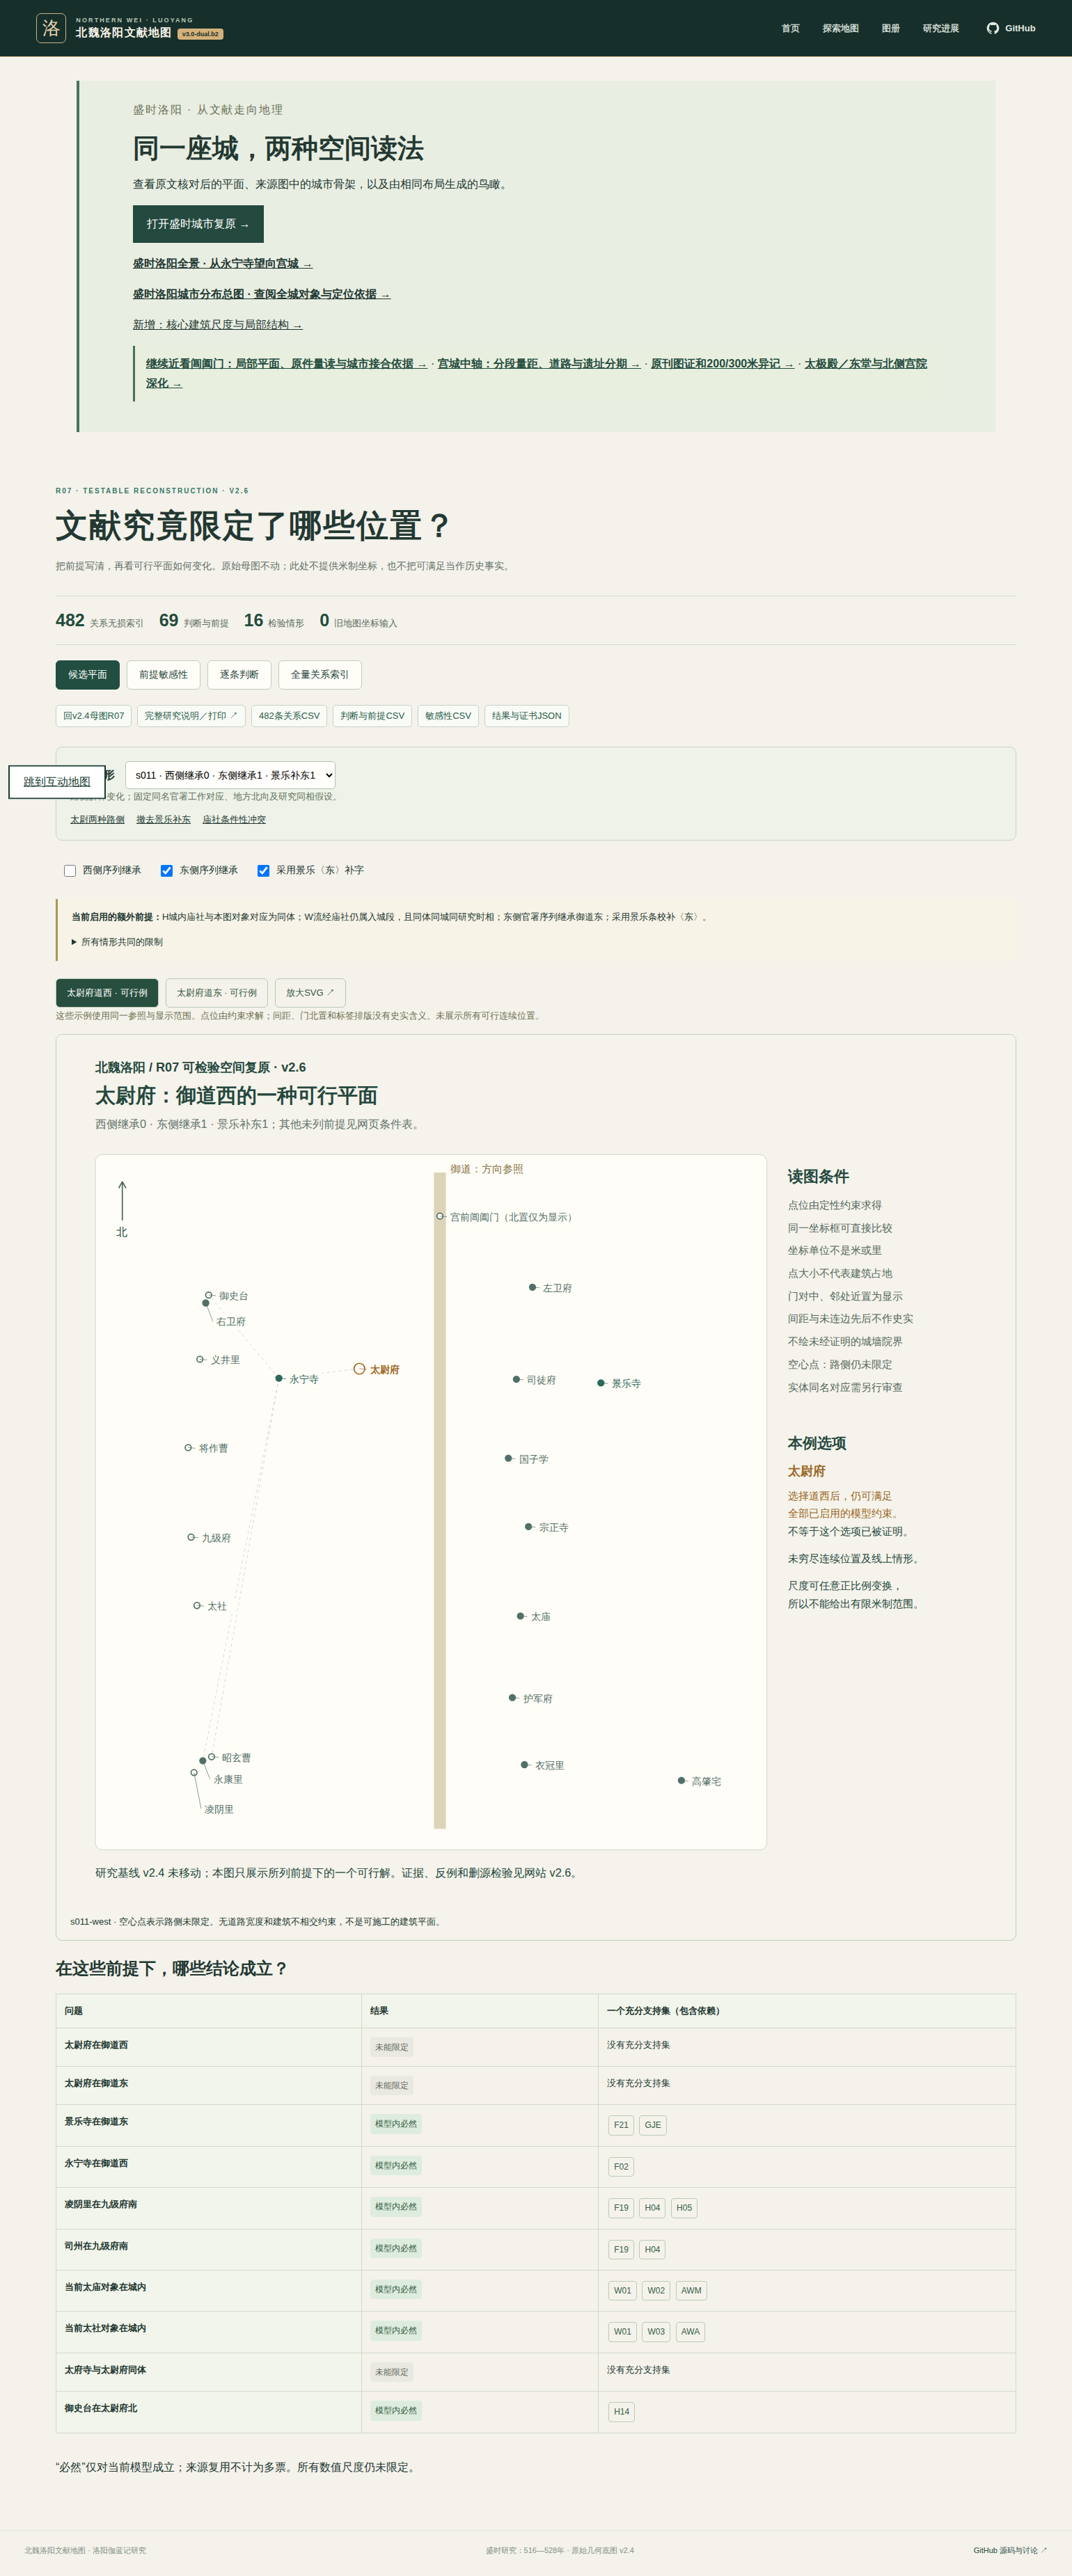 洛
NORTHERN WEI · LUOYANG
北魏洛阳文献地图 v3.0-dual.b2
首页 探索地图 图册 研究进展 GitHub
盛时洛阳 · 从文献走向地理
同一座城，两种空间读法
查看原文核对后的平面、来源图中的城市骨架，以及由相同布局生成的鸟瞰。
打开盛时城市复原 →
盛时洛阳全景 · 从永宁寺望向宫城 →
盛时洛阳城市分布总图 · 查阅全城对象与定位依据 →
新增：核心建筑尺度与局部结构 →
继续近看阊阖门：局部平面、原件量读与城市接合依据 → · 宫城中轴：分段量距、道路与遗址分期 → · 原刊图证和200/300米异记 → · 太极殿／东堂与北侧宫院
深化 →
R07 · TESTABLE RECONSTRUCTION · V2.6
文献究竟限定了哪些位置？
把前提写清，再看可行平面如何变化。原始母图不动；此处不提供米制坐标，也不把可满足当作历史事实。
482 关系无损索引 69 判断与前提 16 检验情形 0 旧地图坐标输入
候选平面 前提敏感性 逐条判断 全量关系索引
回v2.4母图R07 完整研究说明／打印 ↗ 482条关系CSV 判断与前提CSV 敏感性CSV 结果与证书JSON
跳到互动地图 形 s011 · 西侧继承0 · 东侧继承1 · 景乐补东1
变化；固定同名官署工作对应、地方北向及研究同相假设。
太尉两种路侧 撤去景乐补东 庙社条件性冲突
西侧序列继承 东侧序列继承 采用景乐〈东〉补字
当前启用的额外前提：H城内庙社与本图对象对应为同体；W流经庙社仍属入城段，且同体同城同研究时相；东侧官署序列继承御道东；采用景乐条校补〈东〉。
▶ 所有情形共同的限制
太尉府道西 · 可行例 太尉府道东 · 可行例 放大SVG ↗
这些示例使用同一参照与显示范围。点位由约束求解；间距、门北置和标签排版没有史实含义。未展示所有可行连续位置。
北魏洛阳 / R07 可检验空间复原 · v2.6
太尉府：御道西的一种可行平面
西侧继承0 · 东侧继承1 · 景乐补东1；其他未列前提见网页条件表。
御道：方向参照
北
宫前阊阖门（北置仅为显示）
左卫府
御史台
右卫府
义井里
太尉府
永宁寺
司徒府
景乐寺
将作曹
国子学
九级府
宗正寺
太社
太庙
护军府
昭玄曹
衣冠里
永康里
高肇宅
凌阴里
读图条件
点位由定性约束求得
同一坐标框可直接比较
坐标单位不是米或里
点大小不代表建筑占地
门对中、邻处近置为显示
间距与未连边先后不作史实
不绘未经证明的城墙院界
空心点：路侧仍未限定
实体同名对应需另行审查
本例选项
太尉府
选择道西后，仍可满足
全部已启用的模型约束。
不等于这个选项已被证明。
未穷尽连续位置及线上情形。
尺度可任意正比例变换，
所以不能给出有限米制范围。
研究基线 v2.4 未移动；本图只展示所列前提下的一个可行解。证据、反例和删源检验见网站 v2.6。
s011-west · 空心点表示路侧未限定。无道路宽度和建筑不相交约束，不是可施工的建筑平面。
在这些前提下，哪些结论成立？
问题 结果 一个充分支持集（包含依赖）
太尉府在御道西 未能限定 没有充分支持集
太尉府在御道东 未能限定 没有充分支持集
景乐寺在御道东 模型内必然 F21 GJE
永宁寺在御道西 模型内必然 F02
凌阴里在九级府南 模型内必然 F19 H04 H05
司州在九级府南 模型内必然 F19 H04
当前太庙对象在城内 模型内必然 W01 W02 AWM
当前太社对象在城内 模型内必然 W01 W03 AWA
太府寺与太尉府同体 未能限定 没有充分支持集
御史台在太尉府北 模型内必然 H14
“必然”仅对当前模型成立；来源复用不计为多票。所有数值尺度仍未限定。
北魏洛阳文献地图 · 洛阳伽蓝记研究 盛时研究：516—528年 · 原始几何底图 v2.4 GitHub 源码与讨论 ↗